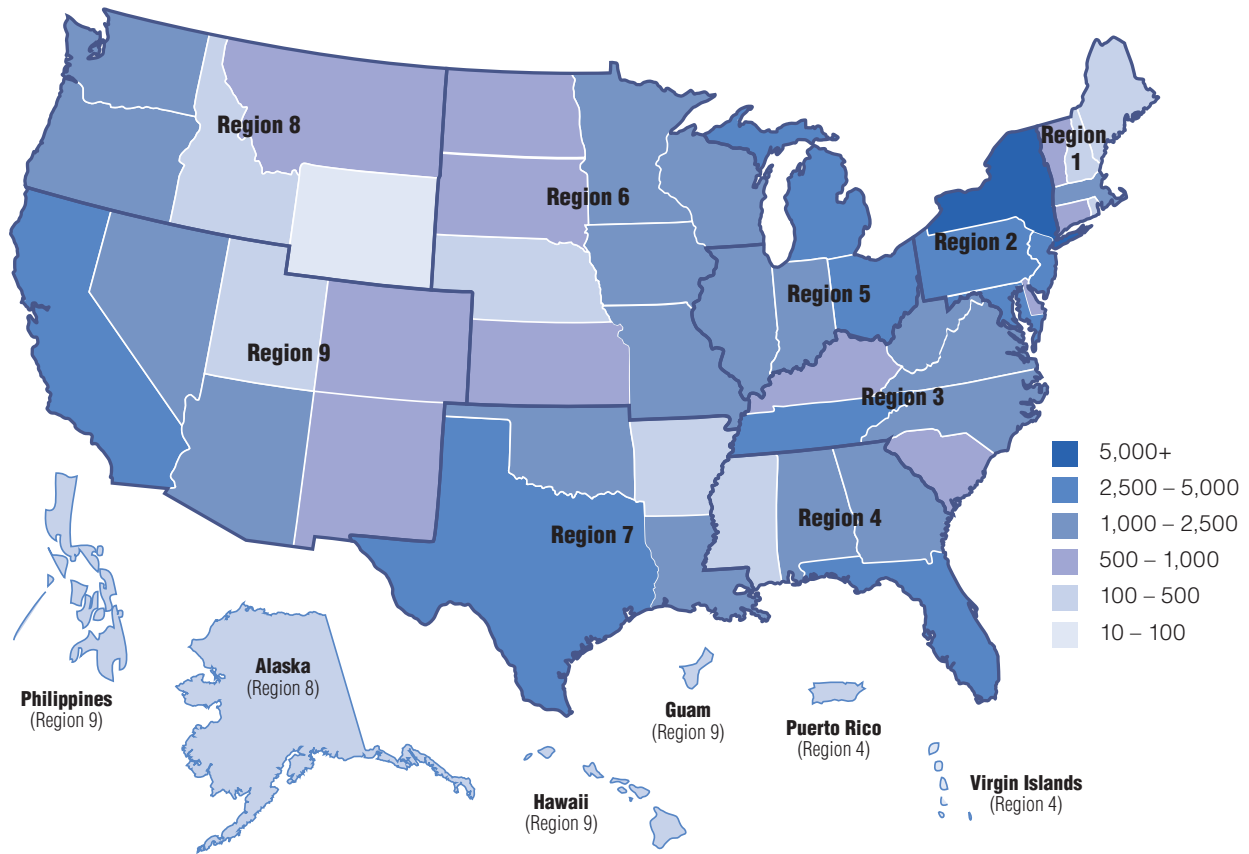 Region 8
Region
1
Region 6
Region 2
Region 5
Region 9
Region 3
Region 7
Region 4
5,000+
2,500 – 5,000
1,000 – 2,500
500 – 1,000
100 – 500
10 – 100
Philippines
(Region 9)
Alaska
(Region 8)
Hawaii
(Region 9)
Guam
(Region 9)
Puerto Rico
(Region 4)
Virgin Islands
(Region 4)